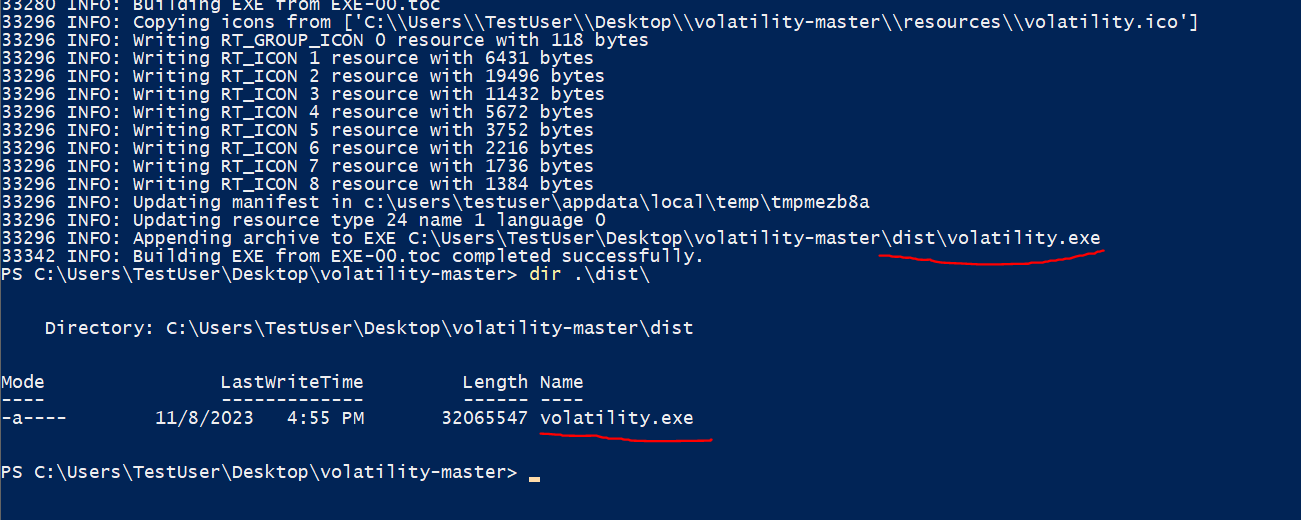 33280 INFO: Building EXE from EXE-00.toc
33296 INFO: Copying icons from ['C:\\Users\\TestUser\\Desktop\\volatility-master\\resources\\volatility.ico']
33296 INFO: Writing RT_GROUP_ICON 0 resource with 118 bytes
33296 INFO: Writing RT_ICON 1 resource with 6431 bytes
33296 INFO: Writing RT_ICON 2 resource with 19496 bytes
33296 INFO: Writing RT_ICON 3 resource with 11432 bytes
33296 INFO: Writing RT_ICON 4 resource with 5672 bytes
33296 INFO: Writing RT_ICON 5 resource with 3752 bytes
33296 INFO: Writing RT_ICON 6 resource with 2216 bytes
33296 INFO: Writing RT_ICON 7 resource with 1736 bytes
33296 INFO: Writing RT_ICON 8 resource with 1384 bytes
33296 INFO: Updating manifest in c:\users\testuser\appdata\local\temp\tmpmezb8a
33296 INFO: Updating resource type 24 name 1 language 0
33296 INFO: Appending archive to EXE C:\Users\TestUser\Desktop\volatility-master\dist\volatility.exe
33342 INFO: Building EXE from EXE-00.toc completed successfully.
PS C:\Users\TestUser\Desktop\volatility-master> dir .\dist\
Directory: C:\Users\TestUser\Desktop\volatility-master\dist
Mode LastWriteTime Length Name
---- ------------- ------ ----
-a---- 11/8/2023 4:55 PM 32065547 volatility.exe
PS C:\Users\TestUser\Desktop\volatility-master>